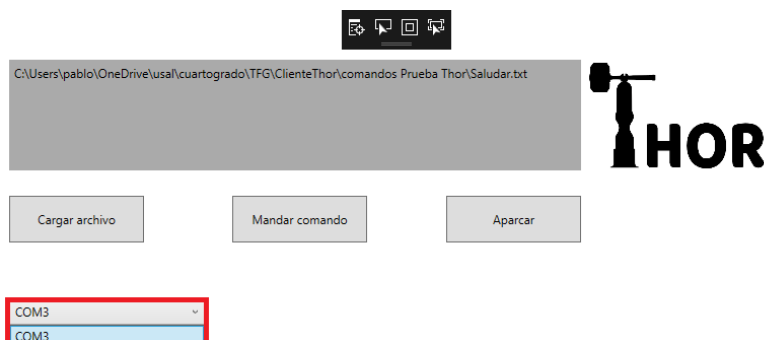 C:\Users\pablo\OneDrive\usal\cuartogrado\TFG\ClienteThor\comandos Prueba Thor\Saludar.txt
THOR
Cargar archivo
Mandar comando
Aparcar
COM3
COM3